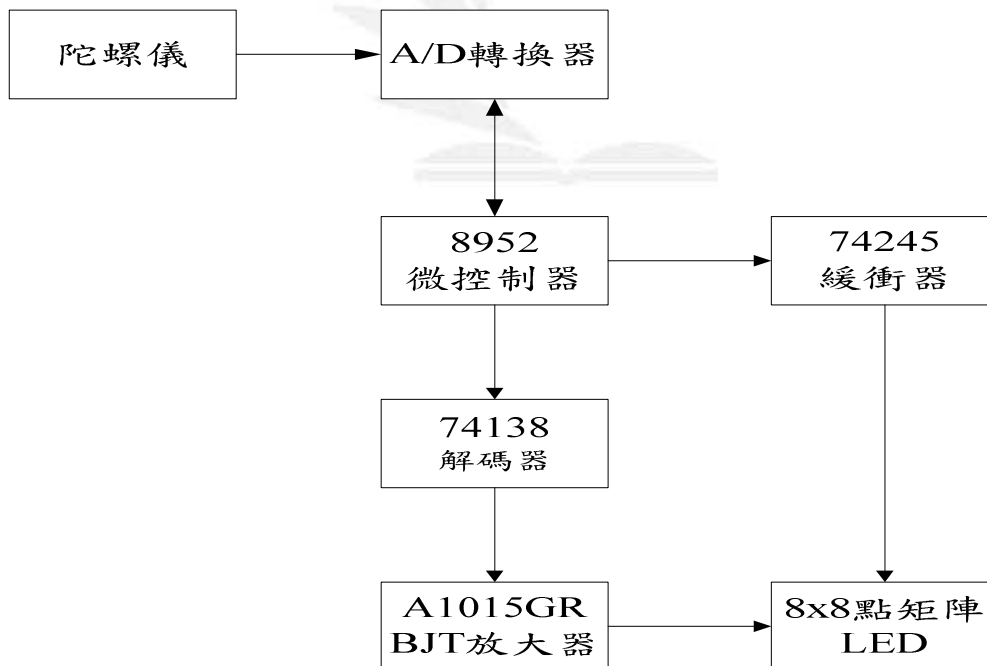 陀螺儀
A/D轉換器
8952
微控制器
74245
緩衝器
74138
解碼器
A1015GR
BJT放大器
8x8點矩陣
LED